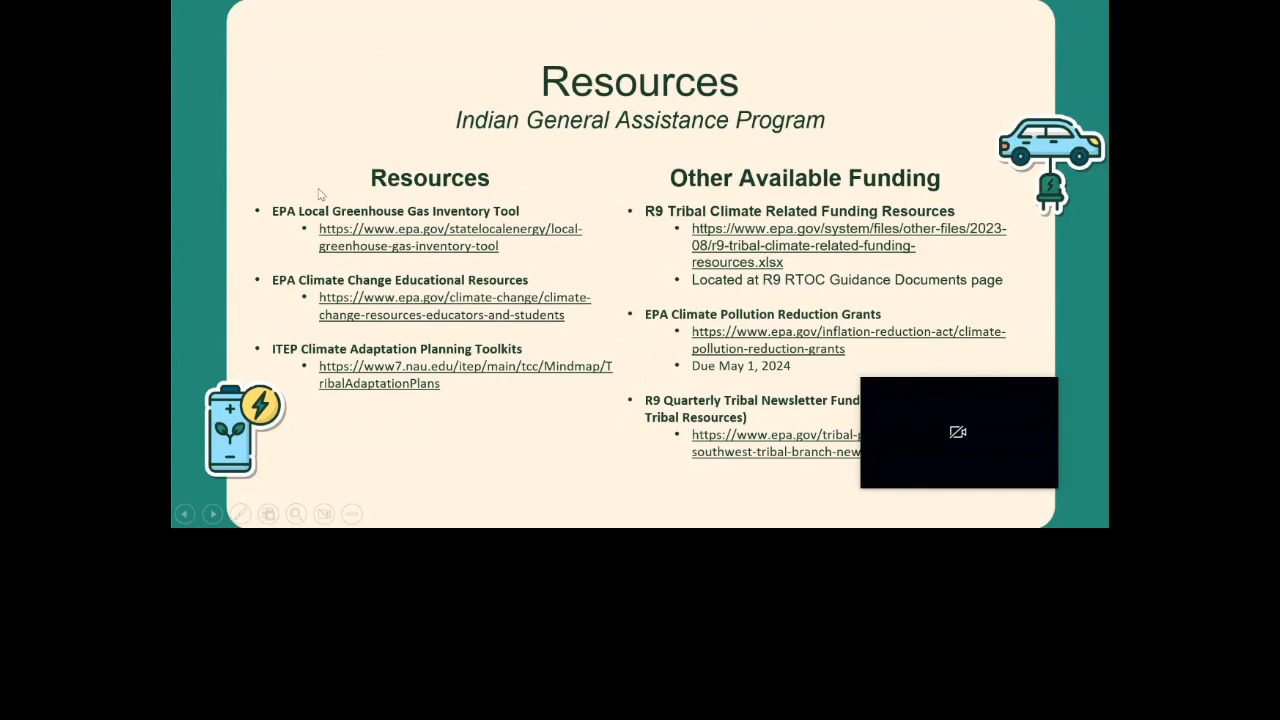 Resources
Indian General Assistance Program
Resources
• EPA Local Greenhouse Gas Inventory Tool
• https://www.epa.gov/statelocalenergy/local-
greenhouse-gas-inventory-tool
• EPA Climate Change Educational Resources
• https://www.epa.gov/climate-change/climate-
change-resources-educators-and-students
• ITEP Climate Adaptation Planning Toolkits
• https://www7.nau.edu/itep/main/tcc/Mindmap/T
ribalAdaptationPlans
Other Available Funding
• R9 Tribal Climate Related Funding Resources
• https://www.epa.gov/system/files/other-files/2023-
08/r9-tribal-climate-related-funding-
resources.xlsx
• Located at R9 RTOC Guidance Documents page
• EPA Climate Pollution Reduction Grants
• https://www.epa.gov/inflation-reduction-act/climate-
pollution-reduction-grants
• Due May 1, 2024
• R9 Quarterly Tribal Newsletter Fund
Tribal Resources)
• https://www.epa.gov/tribal-
southwest-tribal-branch-new